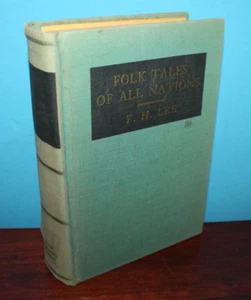 FOLK TALES
OF ALL NATIONS
F. H. LEE